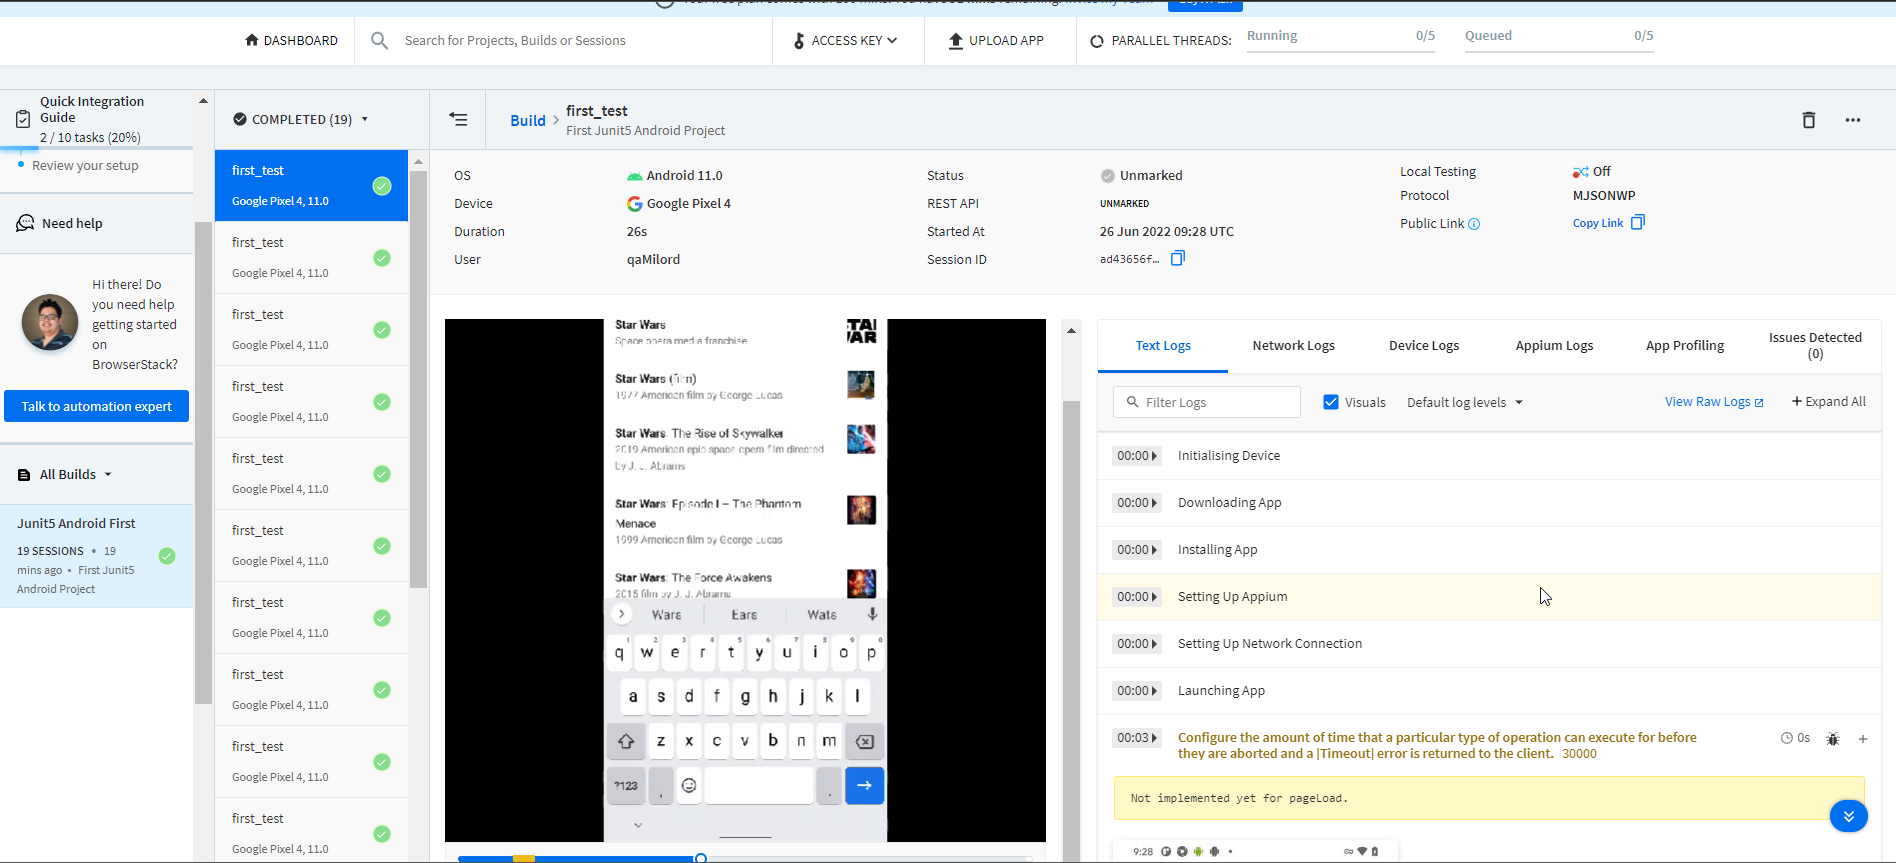 DASHBOARD
Search for Projects, Builds or Sessions
ACCESS KEY
UPLOAD APP
PARALLEL THREADS:
Running 0/5
Queued 0/5
Quick Integration
Guide
2 / 10 tasks (20%)
Review your setup
Need help
Hi there! Do
you need help
getting started
on
BrowserStack?
Talk to automation expert
All Builds
Junit5 Android First
19 SESSIONS • 19
mins ago • First Junit5
Android Project
COMPLETED (19)
first_test
Google Pixel 4, 11.0
first_test
Google Pixel 4, 11.0
first_test
Google Pixel 4, 11.0
first_test
Google Pixel 4, 11.0
first_test
Google Pixel 4, 11.0
first_test
Google Pixel 4, 11.0
first_test
Google Pixel 4, 11.0
first_test
Google Pixel 4, 11.0
first_test
Google Pixel 4, 11.0
first_test
Google Pixel 4, 11.0
Build > first_test
First Junit5 Android Project
OS Android 11.0
Device Google Pixel 4
Duration 26s
User qaMilord
Status Unmarked
REST API UNMARKED
Started At 26 Jun 2022 09:28 UTC
Session ID ad43656f…
Local Testing Off
Protocol MJSONWP
Public Link Copy Link
Star Wars
Space opera media franchise
Star Wars (film)
1977 American film by George Lucas
Star Wars: The Rise of Skywalker
2019 American epic space opera film directed
by J. J. Abrams
Star Wars: Episode I – The Phantom
Menace
1999 American film by George Lucas
Star Wars: The Force Awakens
2015 film by J. J. Abrams
Wars Ears Wats
1 2 3 4 5 6 7 8 9 0
q w e r t y u i o p
a s d f g h j k l
z x c v b n m
?123 , .
Text Logs
Network Logs
Device Logs
Appium Logs
App Profiling
Issues Detected
(0)
Filter Logs
Visuals
Default log levels
View Raw Logs
+ Expand All
00:00 Initialising Device
00:00 Downloading App
00:00 Installing App
00:00 Setting Up Appium
00:00 Setting Up Network Connection
00:00 Launching App
00:03 Configure the amount of time that a particular type of operation can execute for before
they are aborted and a |Timeout| error is returned to the client. 30000
0s +
Not implemented yet for pageLoad.
9:28